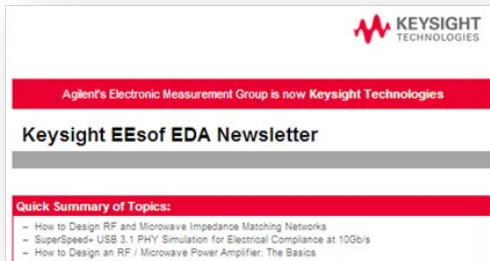 KEYSIGHT
TECHNOLOGIES
Agilent's Electronic Measurement Group is now Keysight Technologies
Keysight EEsof EDA Newsletter
Quick Summary of Topics:
– How to Design RF and Microwave Impedance Matching Networks
– SuperSpeed+ USB 3.1 PHY Simulation for Electrical Compliance at 10Gb/s
– How to Design an RF / Microwave Power Amplifier: The Basics